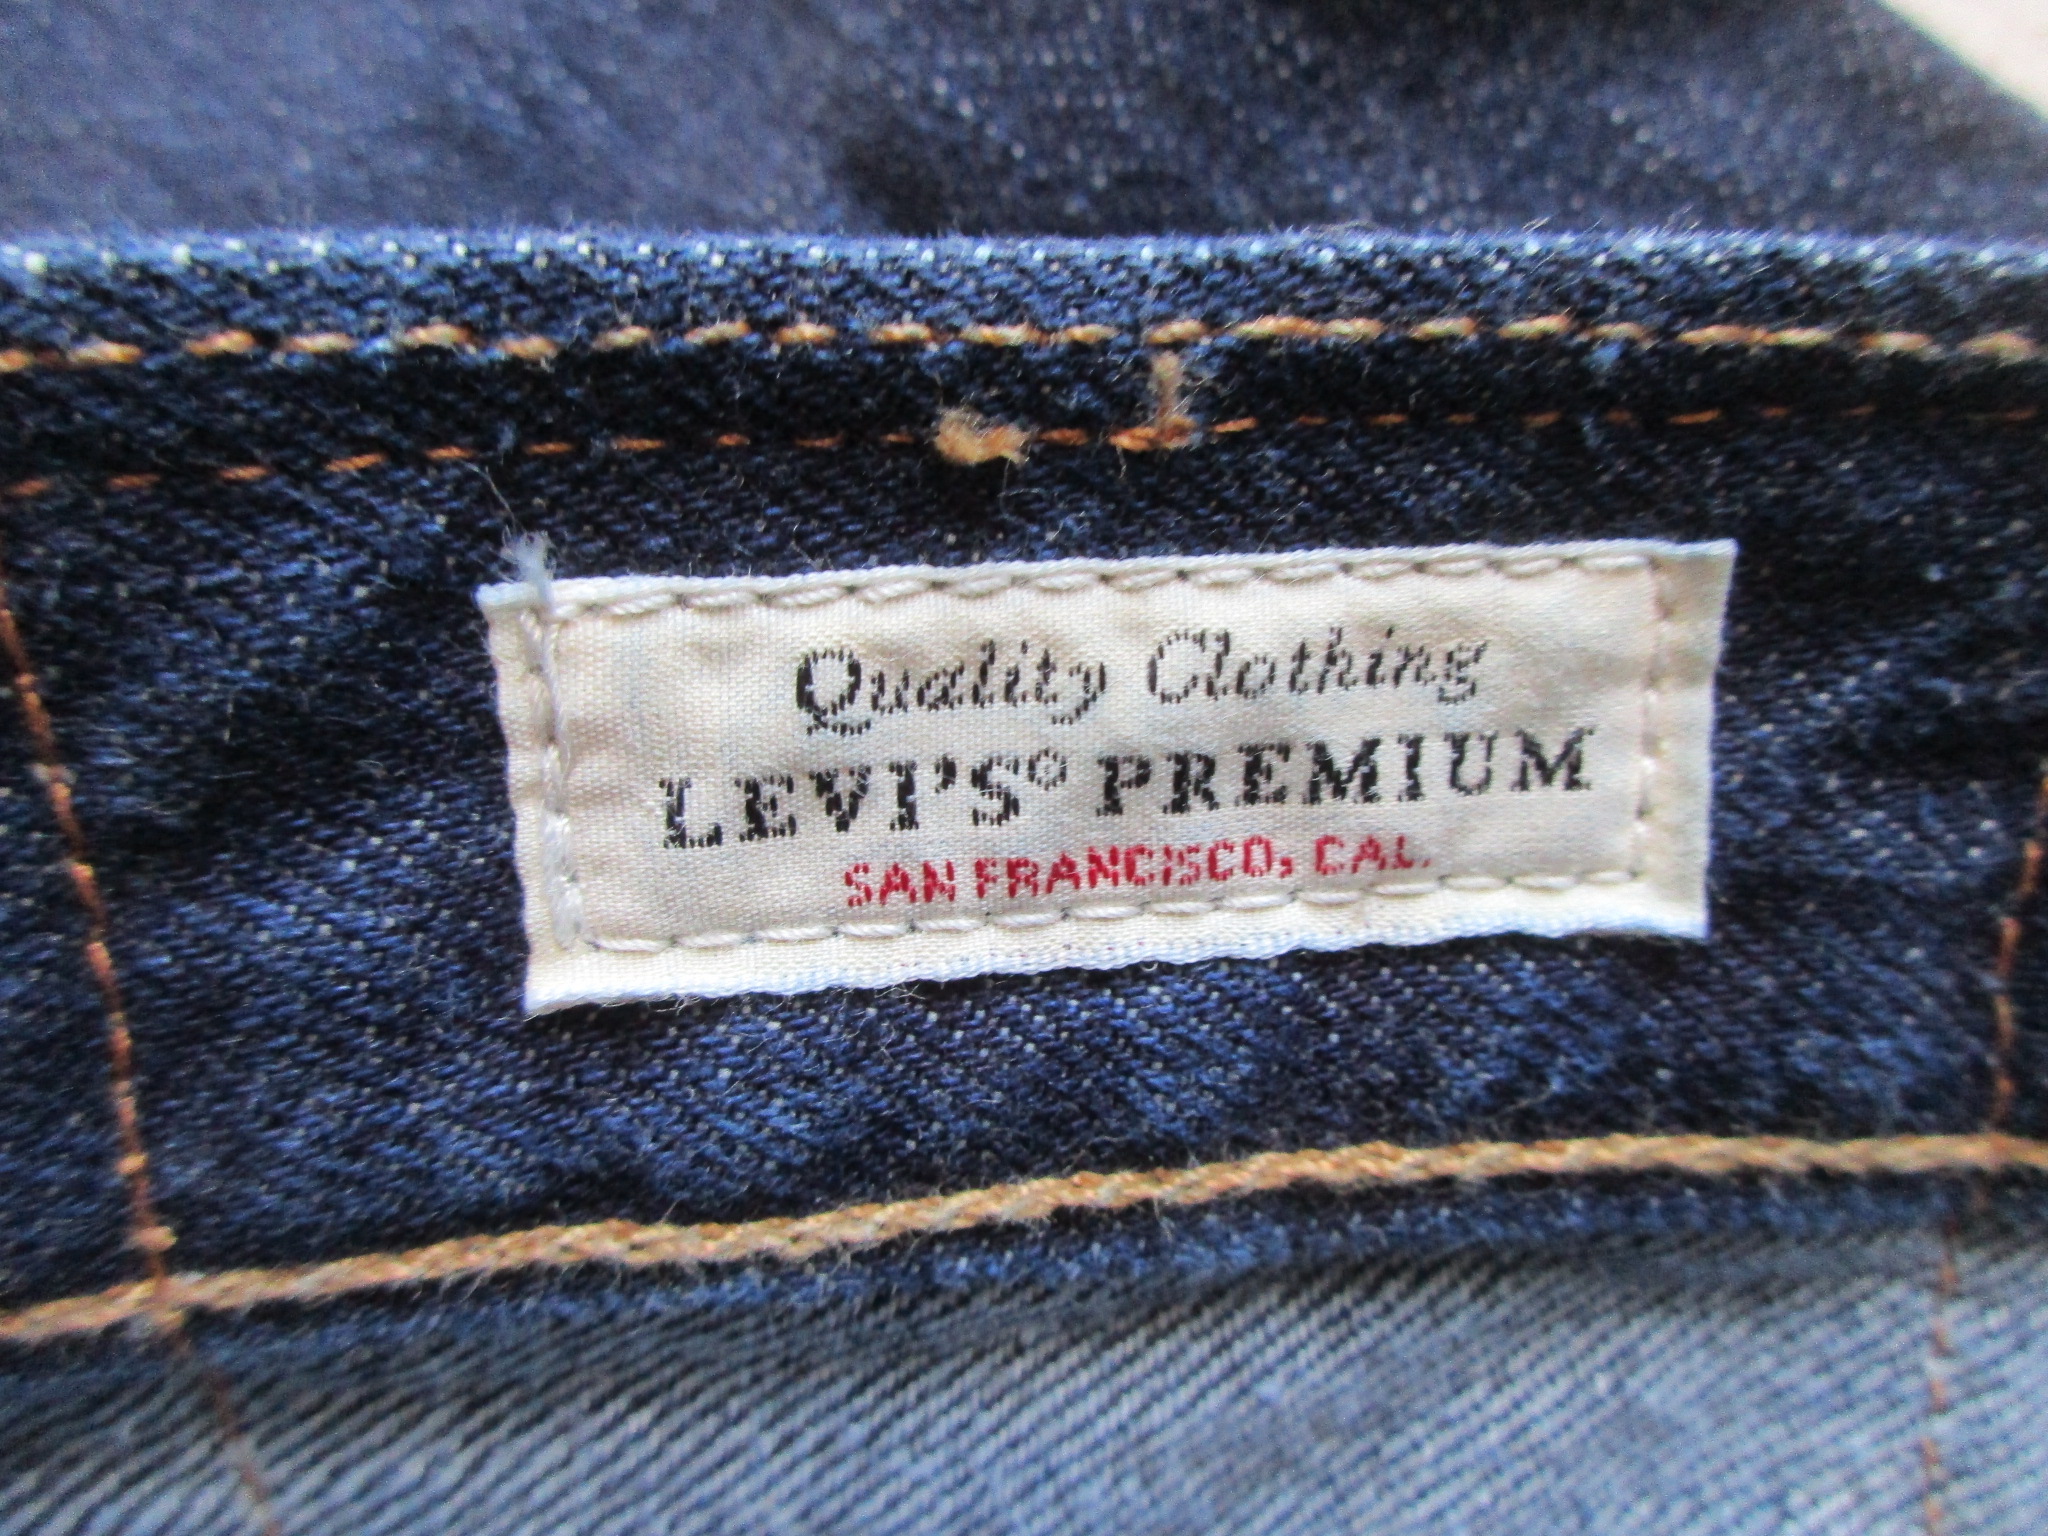 Quality Clothing
LEVI'S® PREMIUM
SAN FRANCISCO, CAL.